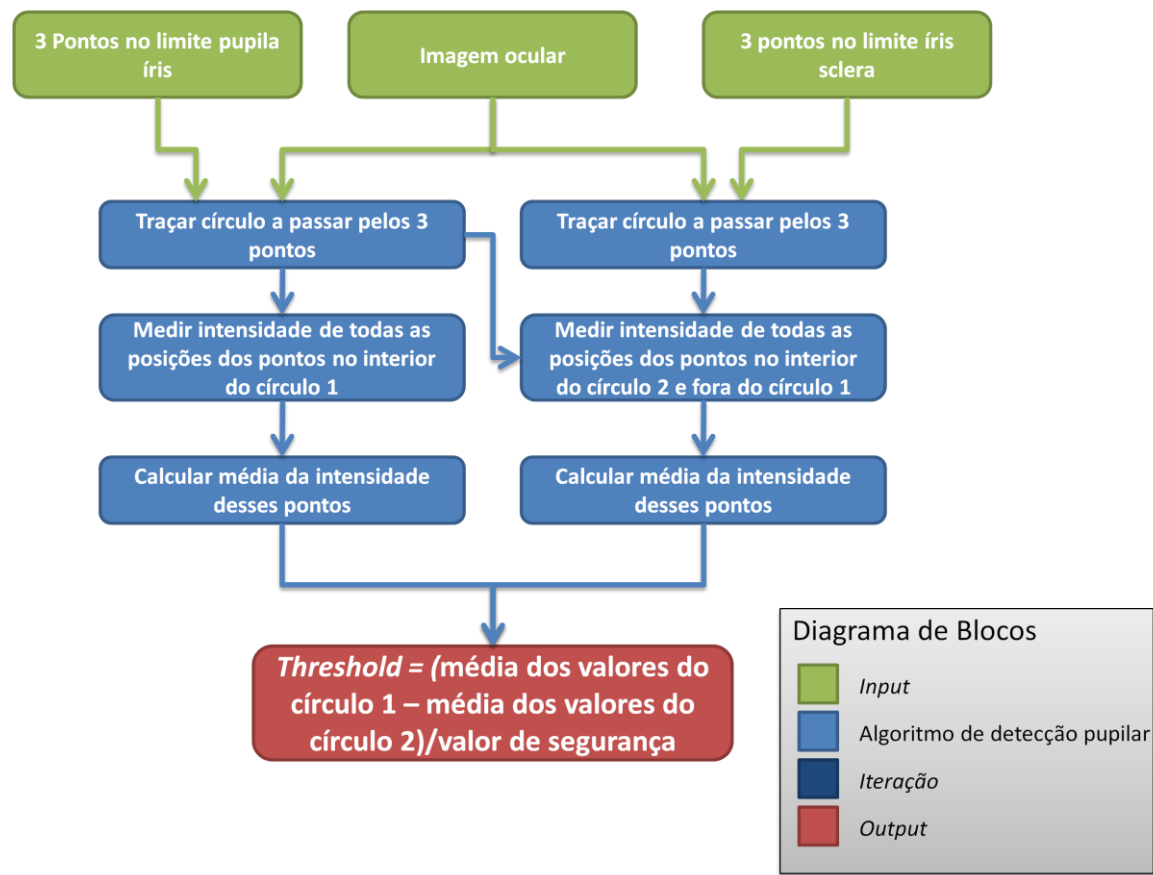 3 Pontos no limite pupila
íris
Imagem ocular
3 pontos no limite íris
sclera
Traçar círculo a passar pelos 3
pontos
Traçar círculo a passar pelos 3
pontos
Medir intensidade de todas as
posições dos pontos no interior
do círculo 1
Medir intensidade de todas as
posições dos pontos no interior
do círculo 2 e fora do círculo 1
Calcular média da intensidade
desses pontos
Calcular média da intensidade
desses pontos
Threshold = (média dos valores do
círculo 1 – média dos valores do
círculo 2)/valor de segurança
Diagrama de Blocos
Input
Algoritmo de detecção pupilar
Iteração
Output